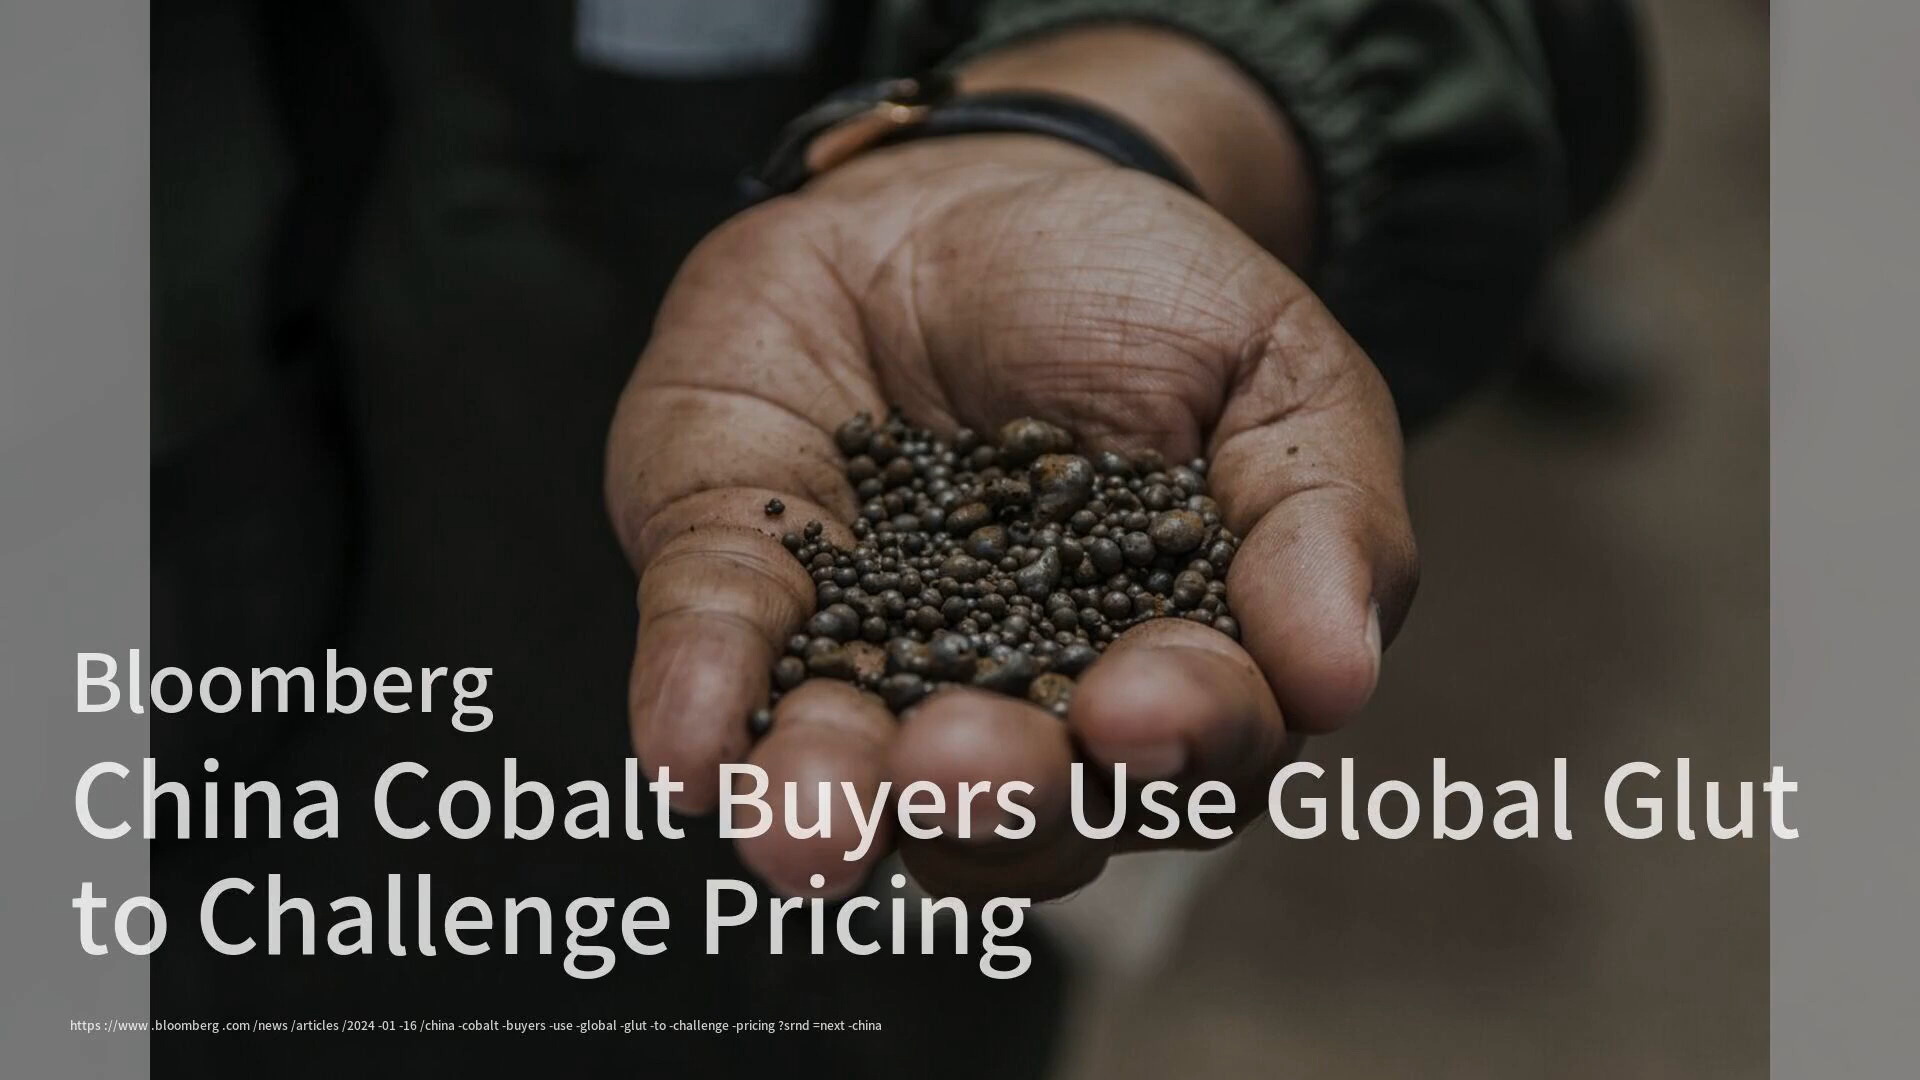 Bloomberg
China Cobalt Buyers Use Global Glut
to Challenge Pricing
https ://www .bloomberg .com /news /articles /2024 -01 -16 /china -cobalt -buyers -use -global -glut -to -challenge -pricing ?srnd =next -china